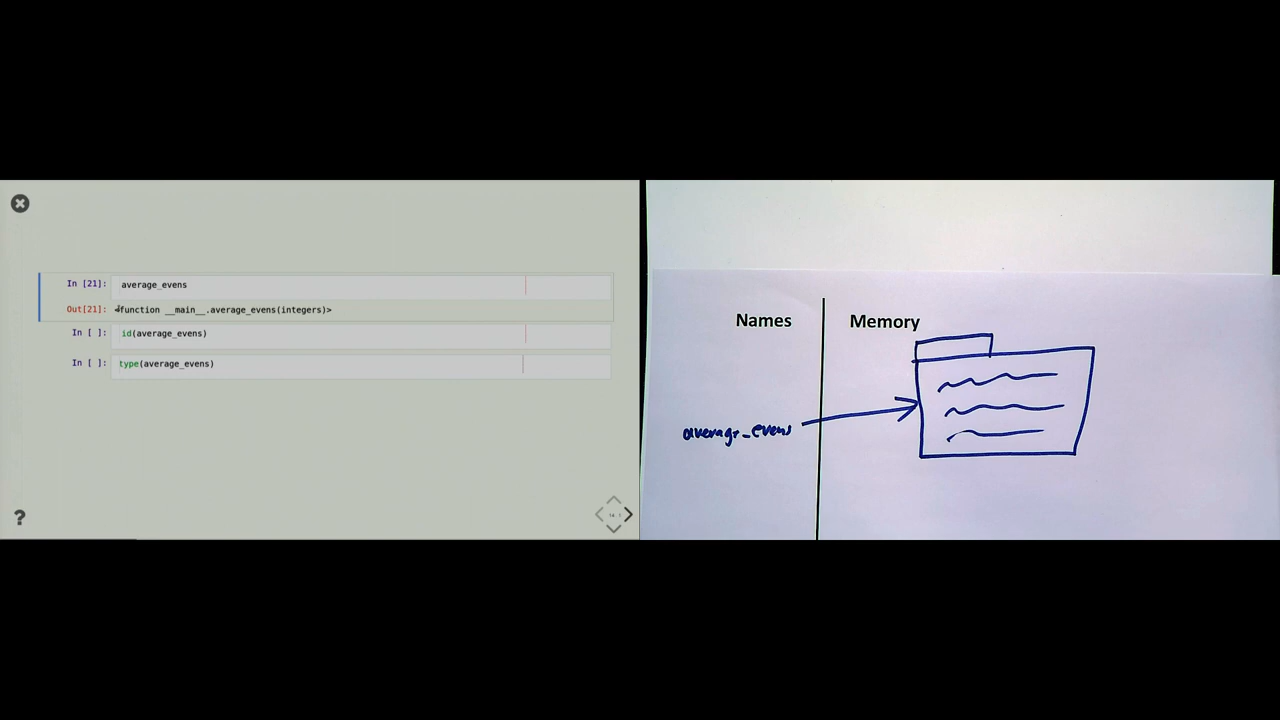 In [21]: average_evens
Out[21]: <function __main__.average_evens(integers)>
In [ ]: id(average_evens)
In [ ]: type(average_evens)
?
Names Memory
average_evens